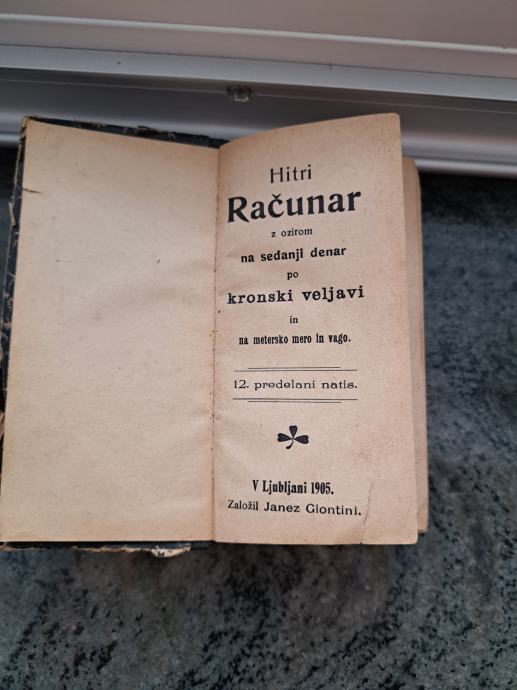 Hitri
Računar
z ozirom
na sedanji denar
po
kronski veljavi
in
na metersko mero in vago.
12. predelani natis.
V Ljubljani 1905.
Založil Janez Giontini.